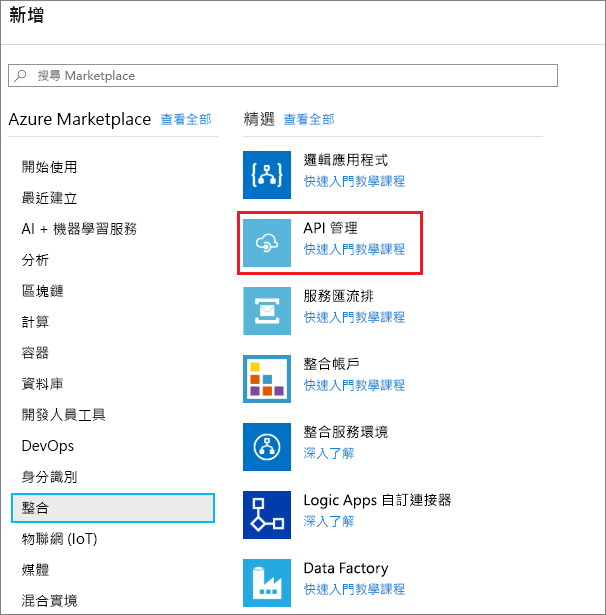 新增
搜尋 Marketplace
Azure Marketplace 查看全部
開始使用
最近建立
AI + 機器學習服務
分析
區塊鏈
計算
容器
資料庫
開發人員工具
DevOps
身分識別
整合
物聯網 (IoT)
媒體
混合實境
精選 查看全部
邏輯應用程式
快速入門教學課程
API 管理
快速入門教學課程
服務匯流排
快速入門教學課程
整合帳戶
快速入門教學課程
整合服務環境
深入了解
Logic Apps 自訂連接器
深入了解
Data Factory
快速入門教學課程